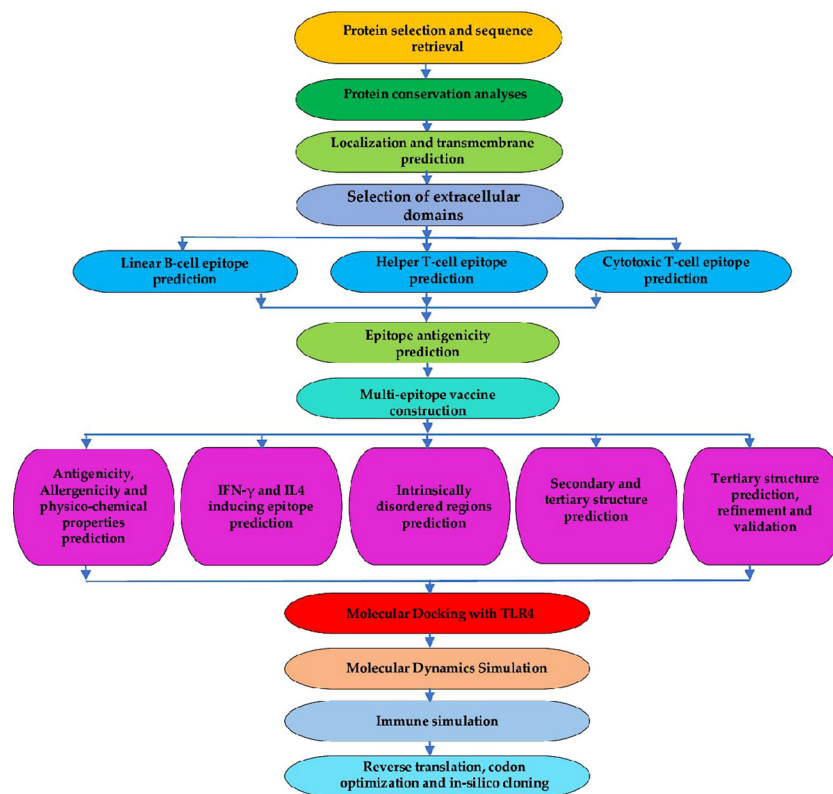 Protein selection and sequence
retrieval
Protein conservation analyses
Localization and transmembrane
prediction
Selection of extracellular
domains
Linear B-cell epitope
prediction
Helper T-cell epitope
prediction
Cytotoxic T-cell epitope
prediction
Epitope antigenicity
prediction
Multi-epitope vaccine
construction
Antigenicity,
Allergenicity and
physico-chemical
properties
prediction
IFN-γ and IL4
inducing epitope
prediction
Intrinsically
disordered regions
prediction
Secondary and
tertiary structure
prediction
Tertiary structure
prediction,
refinement and
validation
Molecular Docking with TLR4
Molecular Dynamics Simulation
Immune simulation
Reverse translation, codon
optimization and in-silico cloning